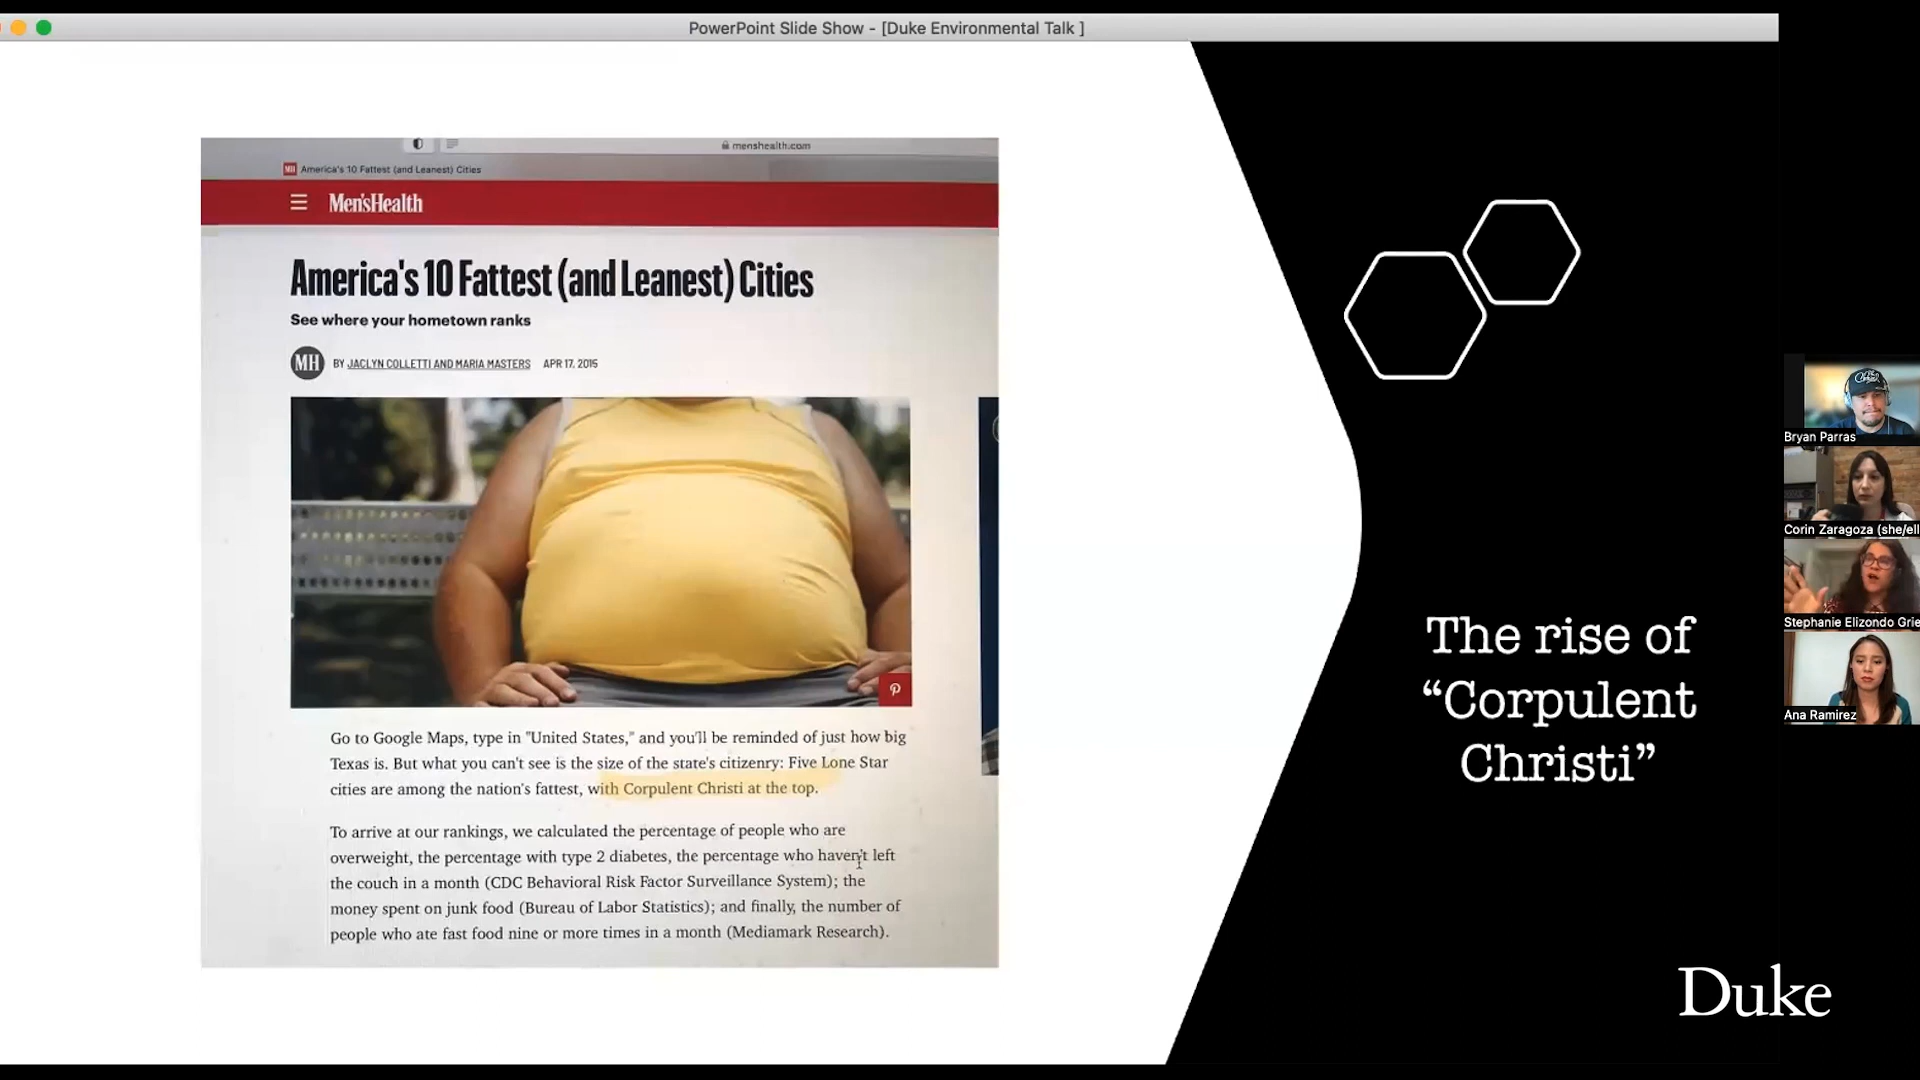 PowerPoint Slide Show - [Duke Environmental Talk ]
menshealth.com
MH America's 10 Fattest (and Leanest) Cities
Men'sHealth
America's 10 Fattest (and Leanest) Cities
See where your hometown ranks
MH BY JACLYN COLLETTI AND MARIA MASTERS APR 17, 2015
Go to Google Maps, type in "United States," and you'll be reminded of just how big
Texas is. But what you can't see is the size of the state's citizenry: Five Lone Star
cities are among the nation's fattest, with Corpulent Christi at the top.
To arrive at our rankings, we calculated the percentage of people who are
overweight, the percentage with type 2 diabetes, the percentage who haven't left
the couch in a month (CDC Behavioral Risk Factor Surveillance System); the
money spent on junk food (Bureau of Labor Statistics); and finally, the number of
people who ate fast food nine or more times in a month (Mediamark Research).
The rise of
“Corpulent
Christi”
Duke
Bryan Parras
Corin Zaragoza (she/ell
Stephanie Elizondo Grie
Ana Ramirez